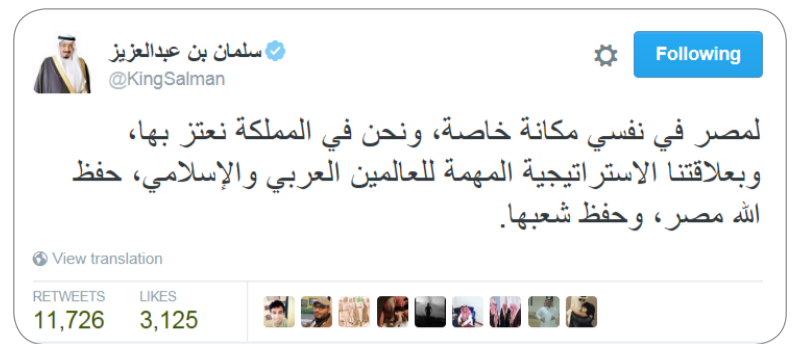 سلمان بن عبدالعزيز
@KingSalman
Following
لمصر في نفسي مكانة خاصة، ونحن في المملكة نعتز بها،
وبعلاقتنا الاستراتيجية المهمة للعالمين العربي والإسلامي، حفظ
الله مصر، وحفظ شعبها.
View translation
RETWEETS LIKES
11,726 3,125